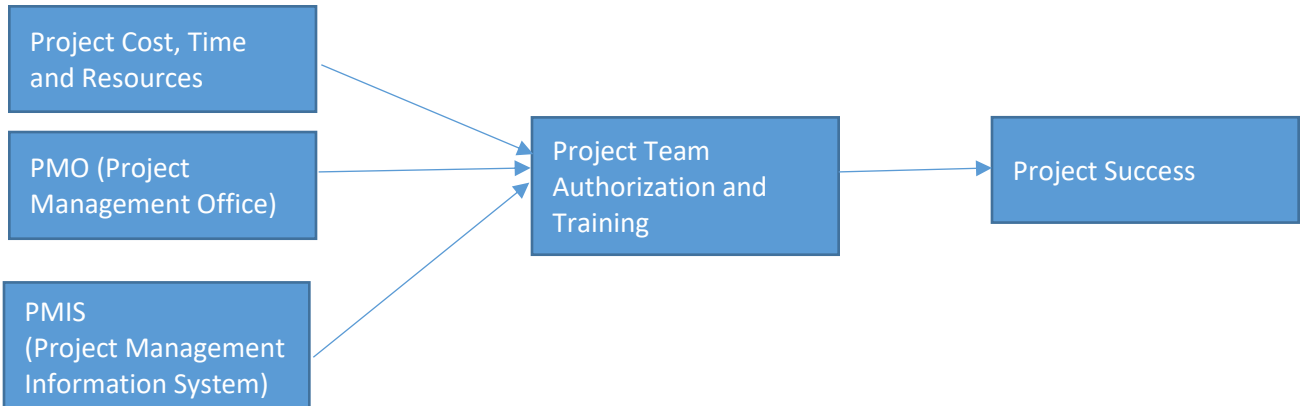 Project Cost, Time
and Resources
PMO (Project
Management Office)
PMIS
(Project Management
Information System)
Project Team
Authorization and
Training
Project Success